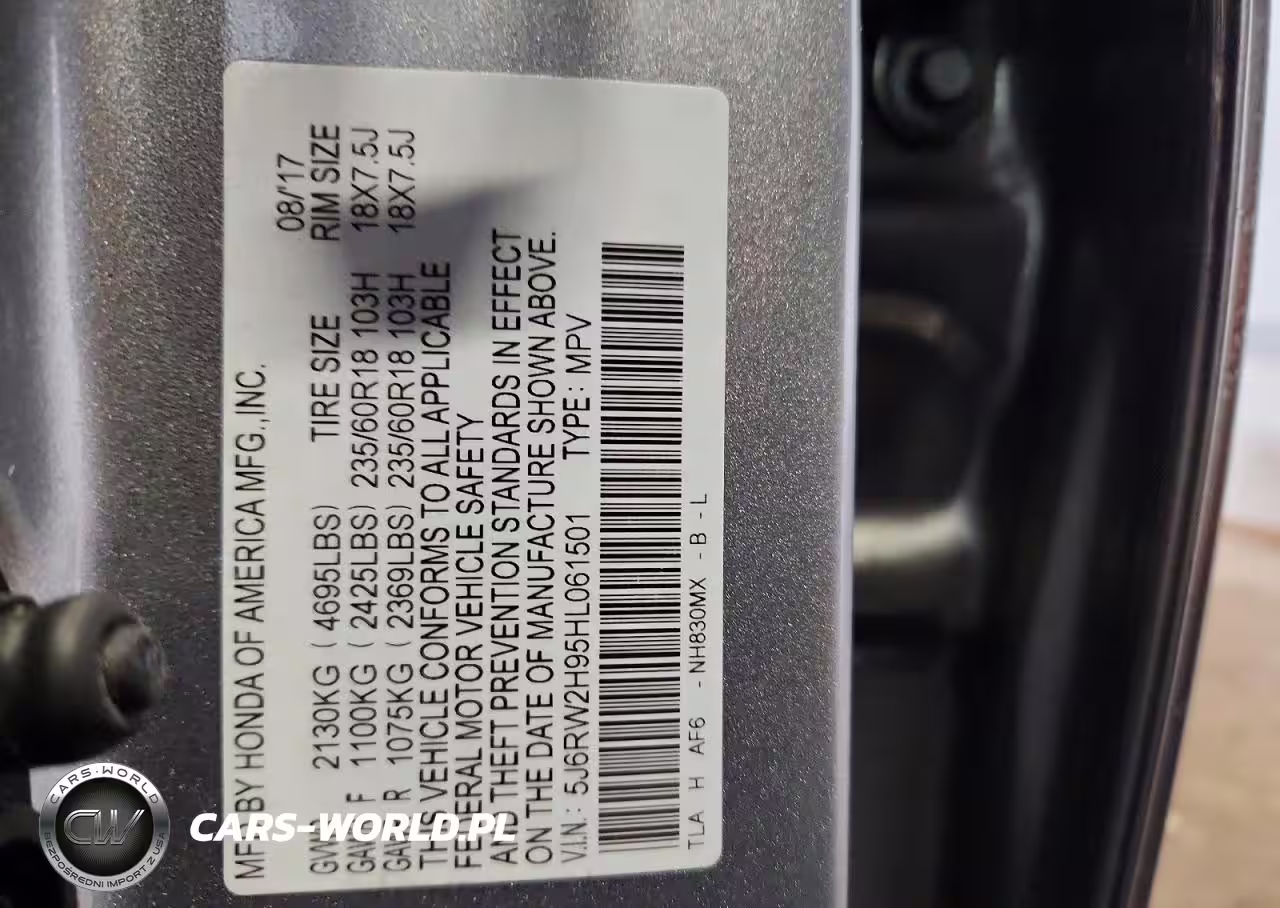 MFD BY HONDA OF AMERICA MFG.,INC.
08/'17
2130KG ( 4695LBS) TIRE SIZE RIM SIZE
F 1100KG ( 2425LBS) 235/60R18 103H 18X7.5J
R 1075KG ( 2369LBS) 235/60R18 103H 18X7.5J
THIS VEHICLE CONFORMS TO ALL APPLICABLE
FEDERAL MOTOR VEHICLE SAFETY
AND THEFT PREVENTION STANDARDS IN EFFECT
ON THE DATE OF MANUFACTURE SHOWN ABOVE.
V.I.N. : 5J6RW2H95HL061501 TYPE : MPV
TLA H AF6 - NH830MX - B - L
CARS-WORLD
CW
BEZPOŚREDNI IMPORT Z USA
CARS-WORLD.PL